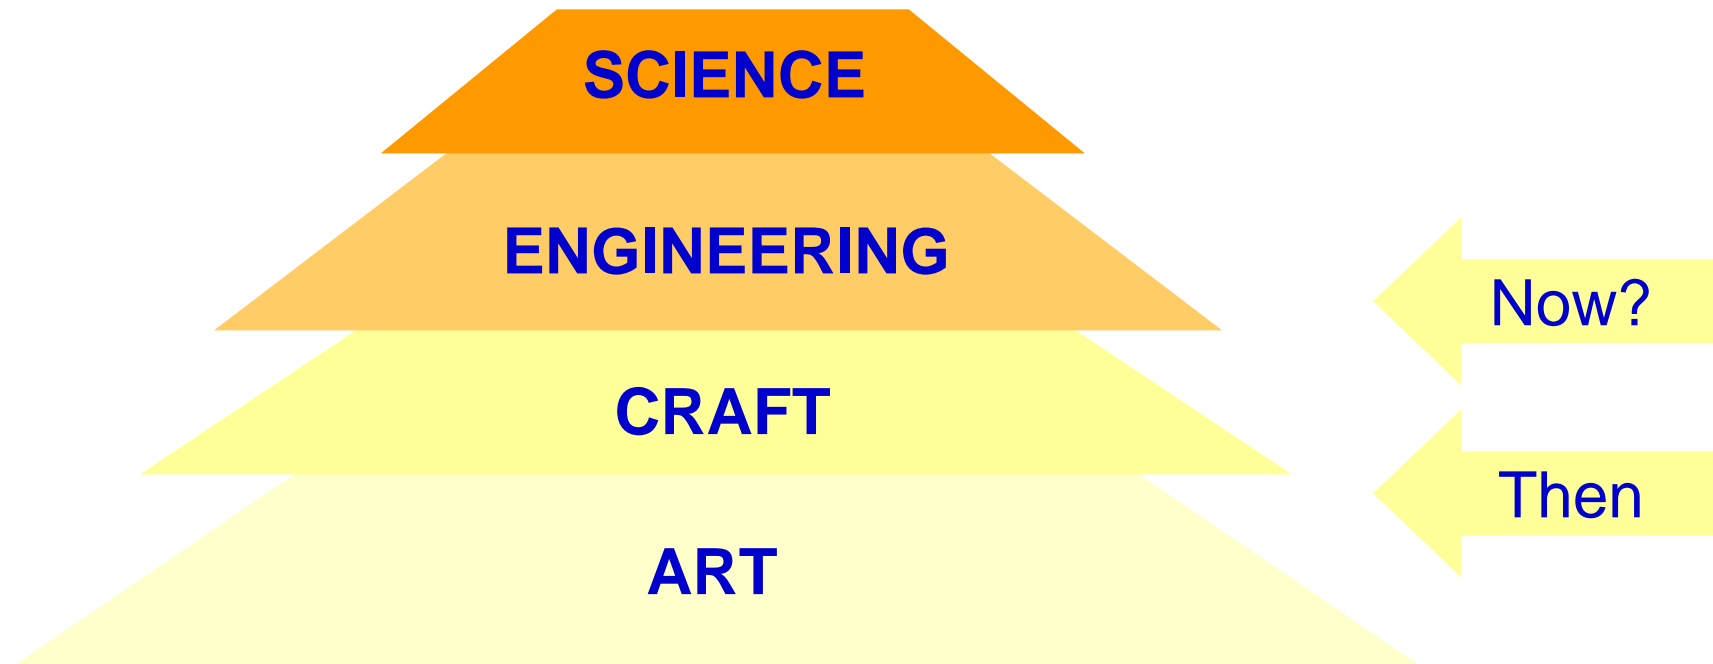 SCIENCE
ENGINEERING
Now?
CRAFT
Then
ART